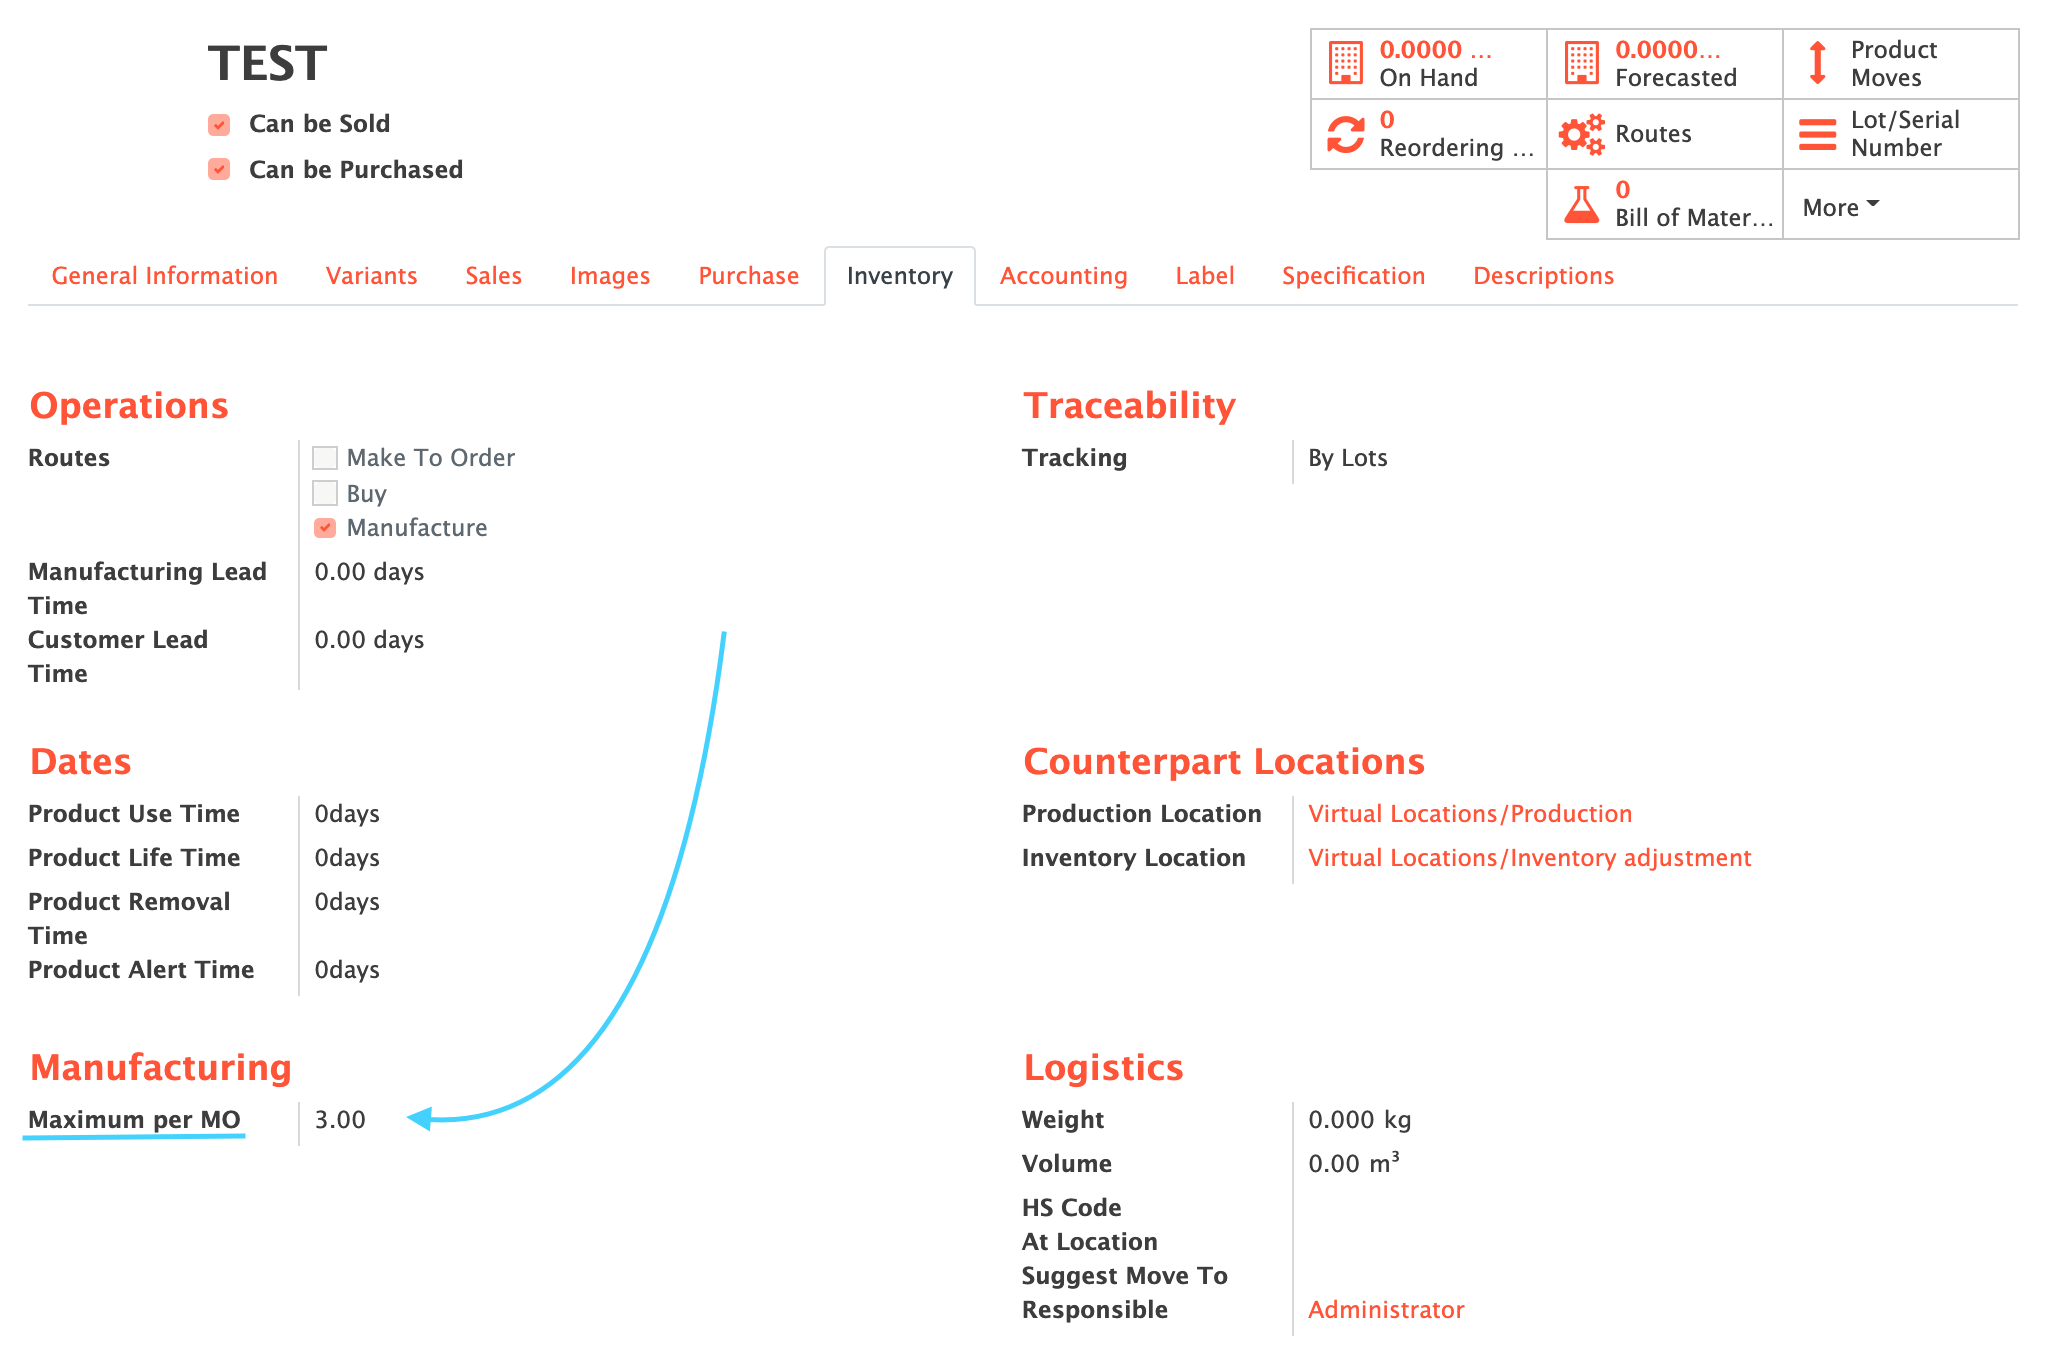 TEST
Can be Sold
Can be Purchased
0.0000 ...
On Hand
0.0000...
Forecasted
Product
Moves
0
Reordering ...
Routes
Lot/Serial
Number
0
Bill of Mater...
More
General Information Variants Sales Images Purchase Inventory Accounting Label Specification Descriptions
Operations
Routes
Make To Order
Buy
Manufacture
Manufacturing Lead
Time
0.00 days
Customer Lead
Time
0.00 days
Traceability
Tracking By Lots
Dates
Product Use Time 0days
Product Life Time 0days
Product Removal
Time
0days
Product Alert Time 0days
Counterpart Locations
Production Location Virtual Locations/Production
Inventory Location Virtual Locations/Inventory adjustment
Manufacturing
Maximum per MO 3.00
Logistics
Weight 0.000 kg
Volume 0.00 m³
HS Code
At Location
Suggest Move To
Responsible Administrator